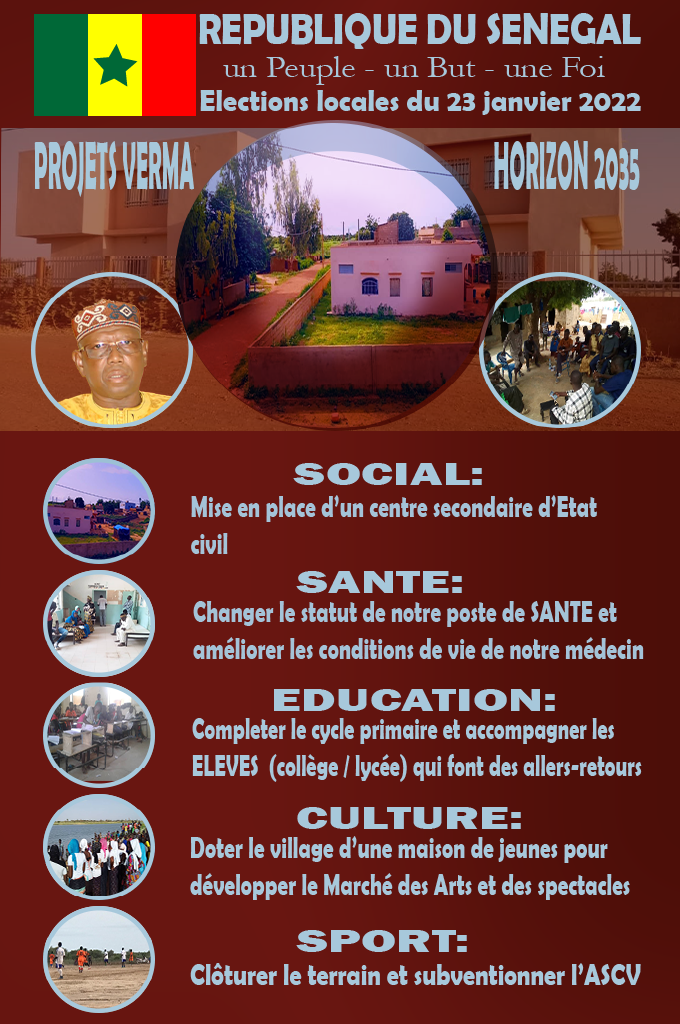 REPUBLIQUE DU SENEGAL
un Peuple - un But - une Foi
Elections locales du 23 janvier 2022
PROJETS VERMA
HORIZON 2035
SOCIAL:
Mise en place d'un centre secondaire d'Etat
civil
SANTE:
Changer le statut de notre poste de SANTE et
améliorer les conditions de vie de notre médecin
EDUCATION:
Completer le cycle primaire et accompagner les
ELEVES (collège / lycée) qui font des allers-retours
CULTURE:
Doter le village d'une maison de jeunes pour
développer le Marché des Arts et des spectacles
SPORT:
Clôturer le terrain et subventionner l'ASCV